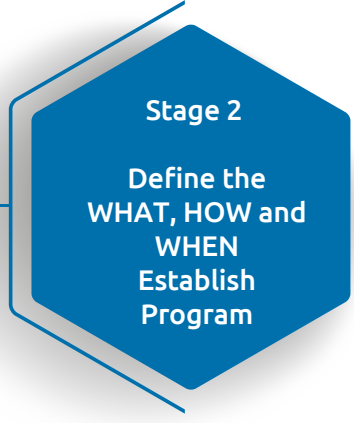 Stage 2
Define the
WHAT, HOW and
WHEN
Establish
Program